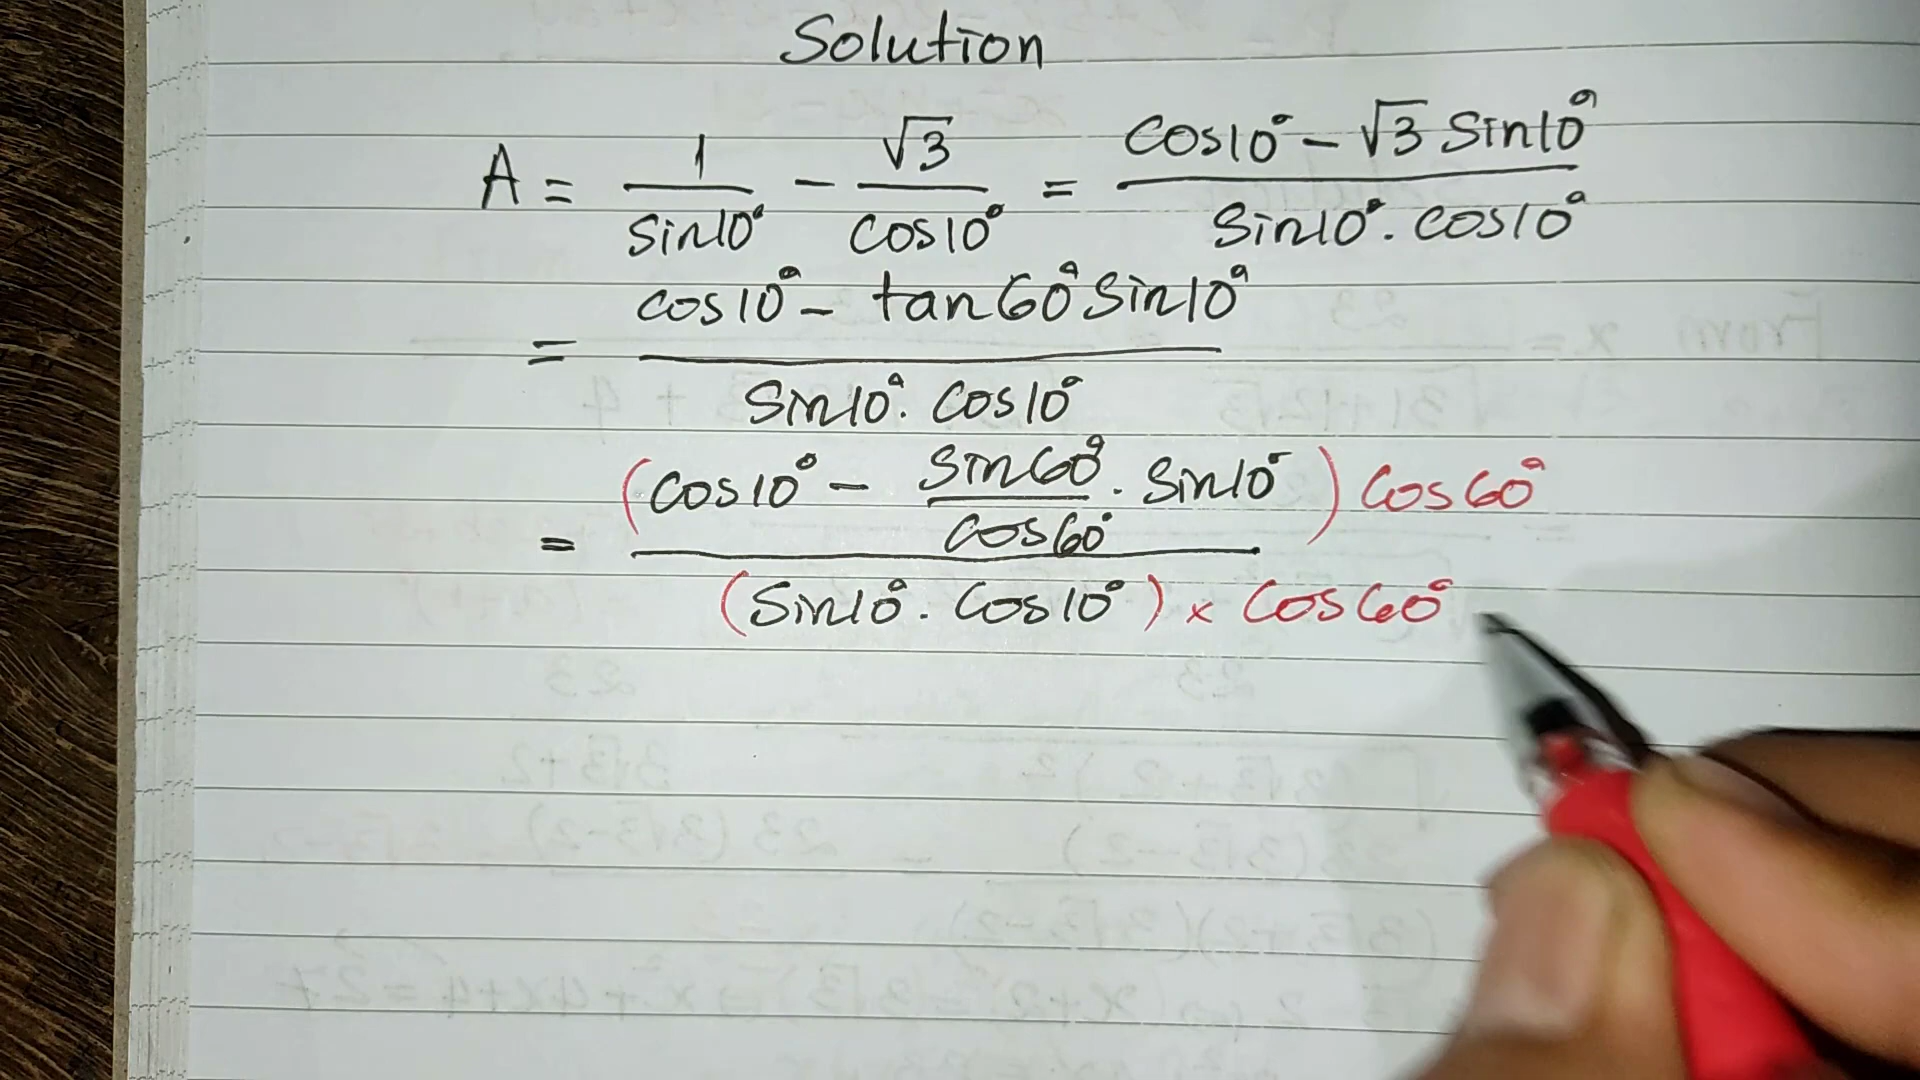 Solution
A = 1/sin10° - √3/cos10° = (cos10° - √3 sin10°)/(sin10° . cos10°)
= (cos10° - tan60° sin10°)/(sin10° . cos10°)
= (cos10° - sin60°/cos60° . sin10°) cos60° / (sin10° . cos10°) × cos60°